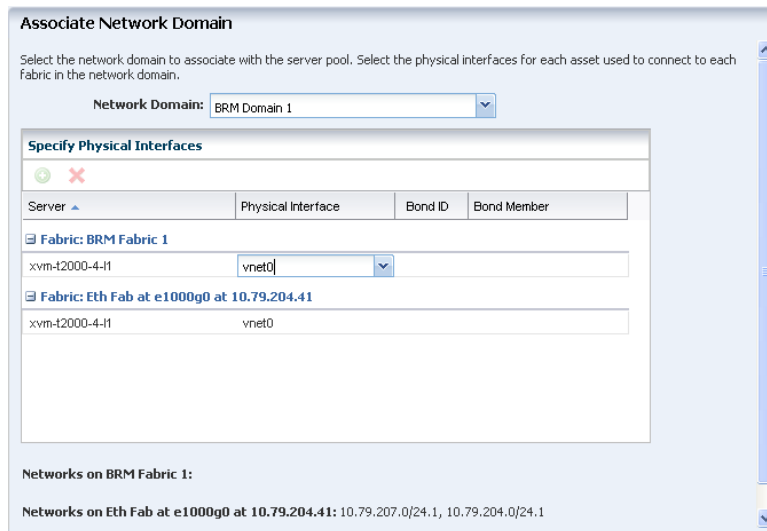 Associate Network Domain
Select the network domain to associate with the server pool. Select the physical interfaces for each asset used to connect to each
fabric in the network domain.
Network Domain: BRM Domain 1
Specify Physical Interfaces
Server Physical Interface Bond ID Bond Member
Fabric: BRM Fabric 1
xvm-t2000-4-l1 vnet0
Fabric: Eth Fab at e1000g0 at 10.79.204.41
xvm-t2000-4-l1 vnet0
Networks on BRM Fabric 1:
Networks on Eth Fab at e1000g0 at 10.79.204.41: 10.79.207.0/24.1, 10.79.204.0/24.1